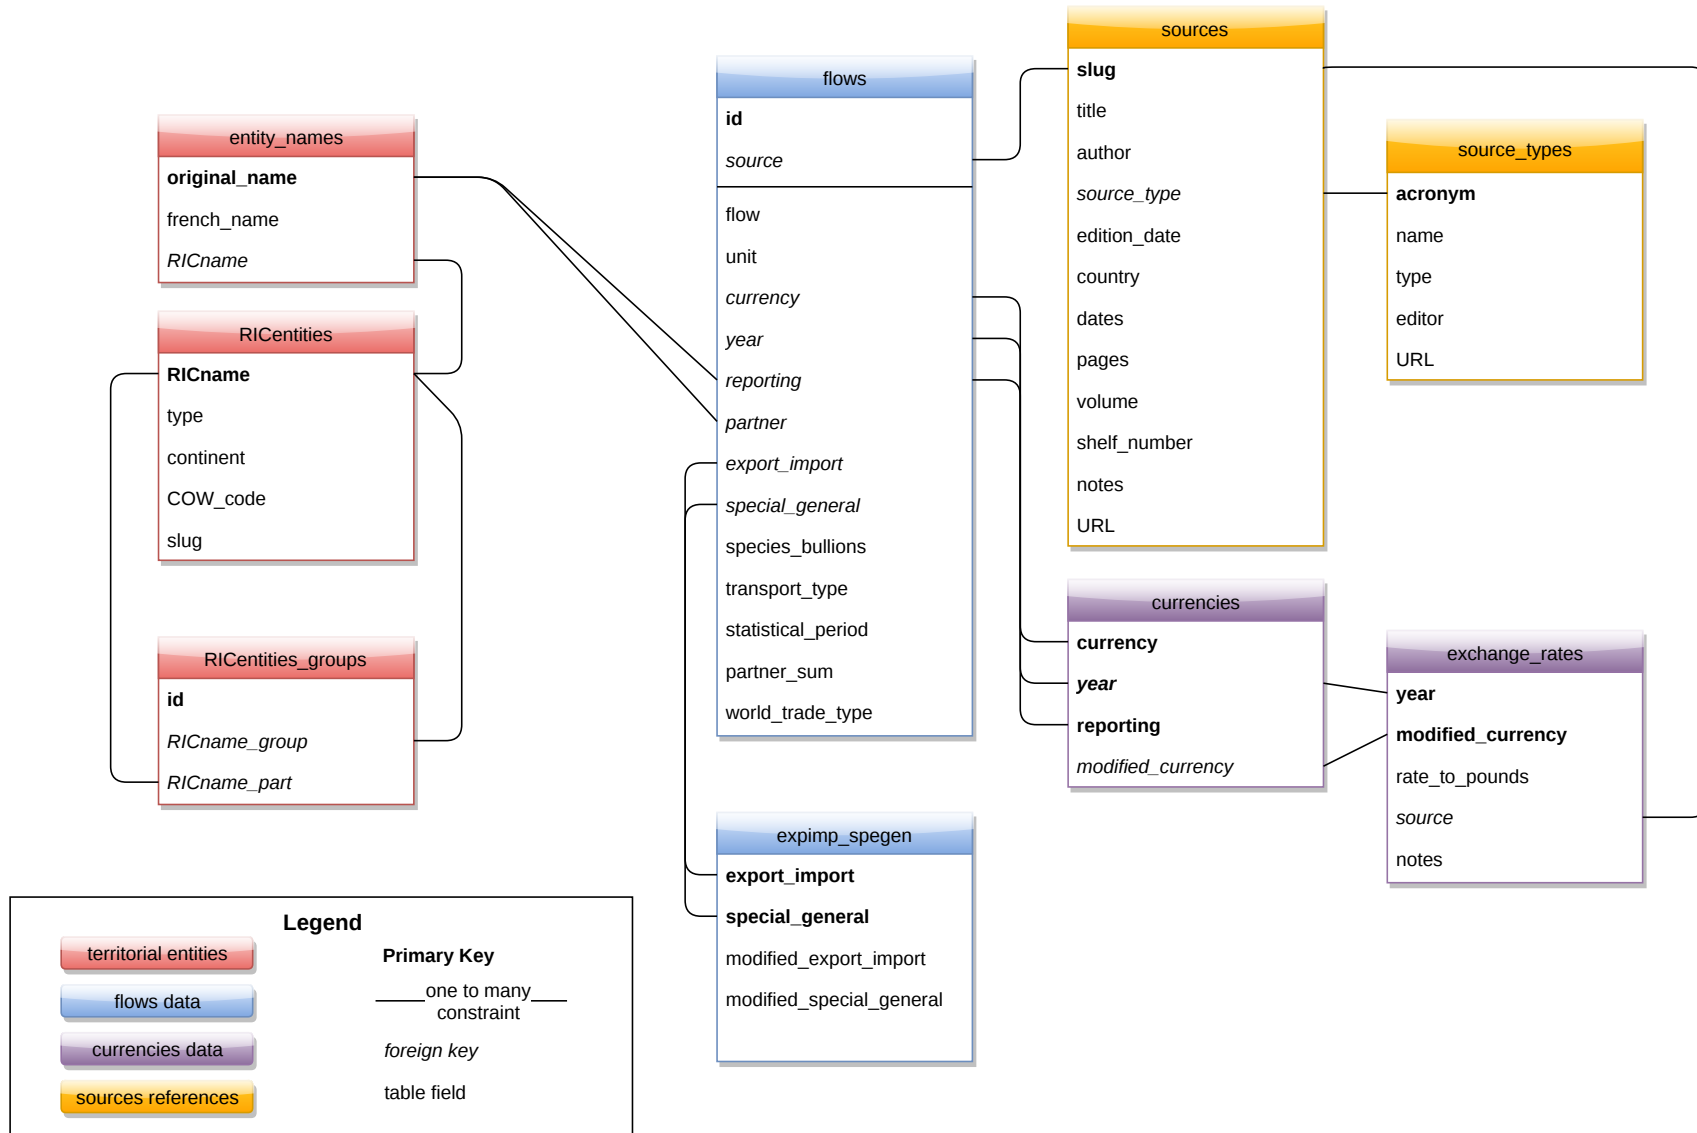 entity_names
original_name
french_name
RICname
RICentities
RICname
type
continent
COW_code
slug
RICentities_groups
id
RICname_group
RICname_part
flows
id
source
flow
unit
currency
year
reporting
partner
export_import
special_general
species_bullions
transport_type
statistical_period
partner_sum
world_trade_type
expimp_spegen
export_import
special_general
modified_export_import
modified_special_general
sources
slug
title
author
source_type
edition_date
country
dates
pages
volume
shelf_number
notes
URL
source_types
acronym
name
type
editor
URL
currencies
currency
year
reporting
modified_currency
exchange_rates
year
modified_currency
rate_to_pounds
source
notes
Legend
territorial entities
flows data
currencies data
sources references
Primary Key
one to many
constraint
foreign key
table field